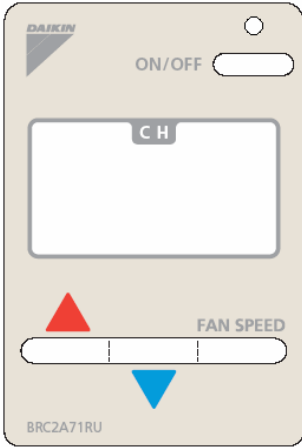 DAIKIN
ON/OFF
C H
FAN SPEED
BRC2A71RU